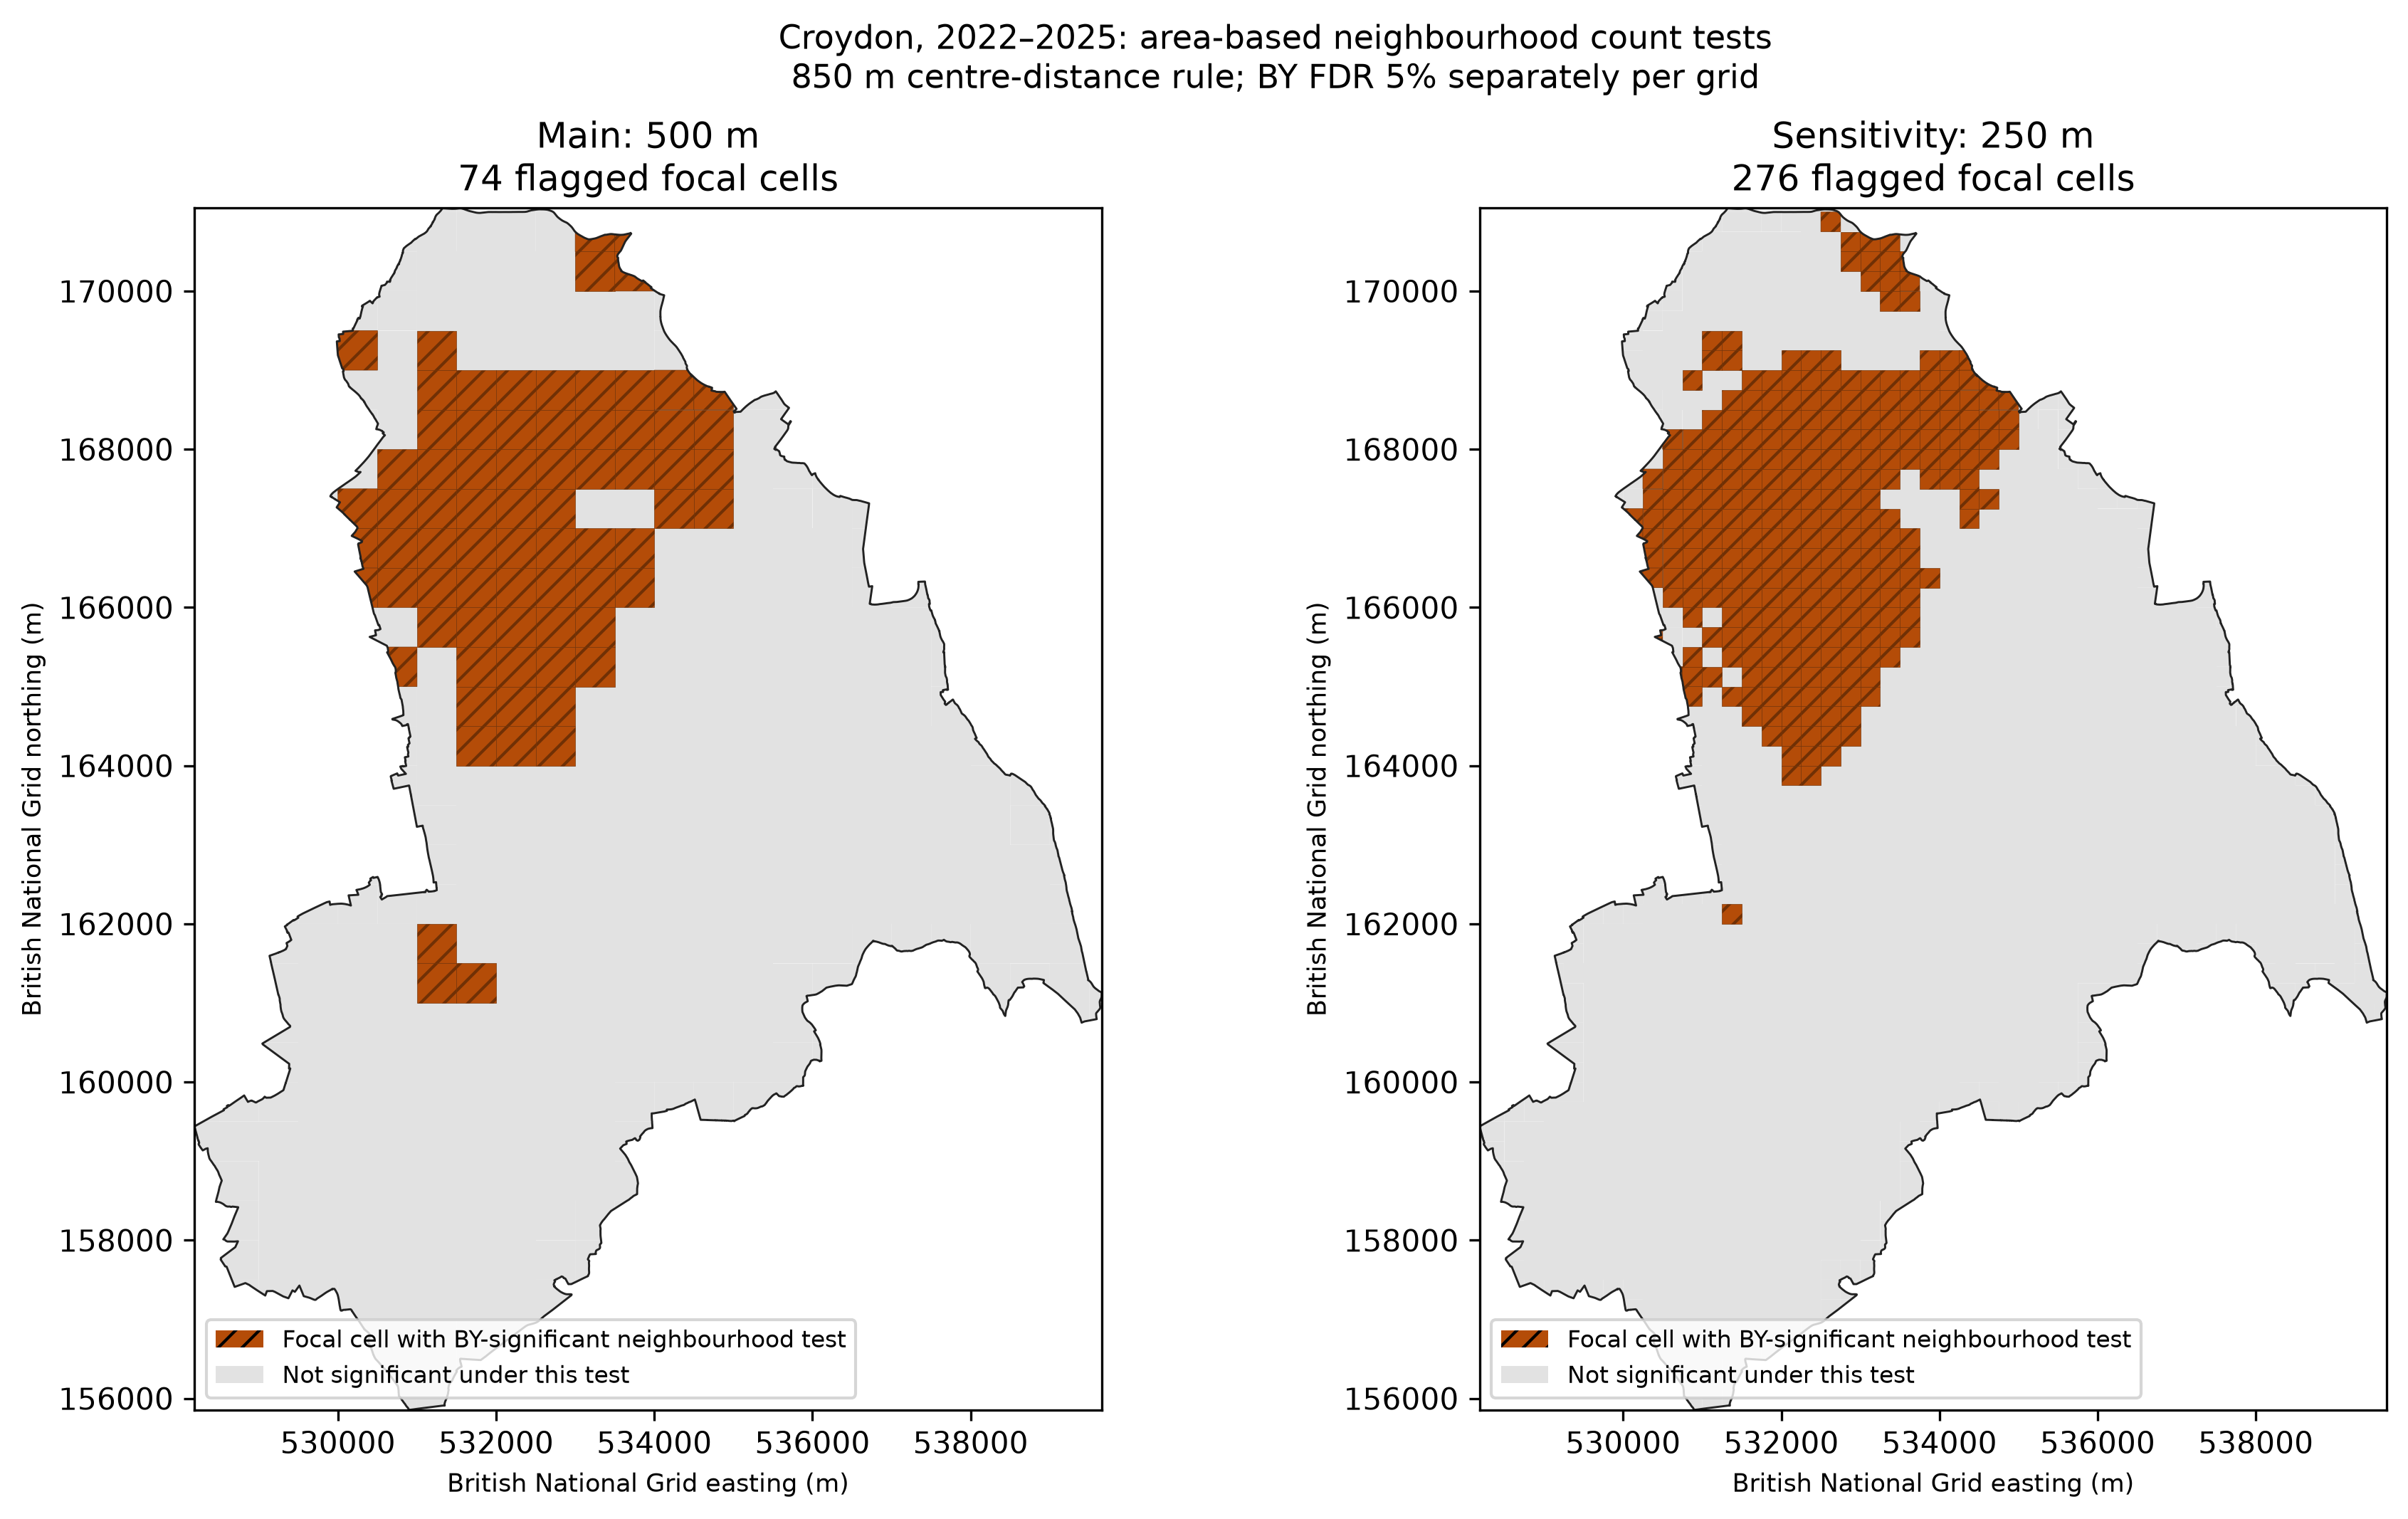 Croydon, 2022–2025: area-based neighbourhood count tests
850 m centre-distance rule; BY FDR 5% separately per grid
Main: 500 m
74 flagged focal cells
British National Grid northing (m)
170000
168000
166000
164000
162000
160000
158000
156000
Focal cell with BY-significant neighbourhood test
Not significant under this test
530000 532000 534000 536000 538000
British National Grid easting (m)
Sensitivity: 250 m
276 flagged focal cells
British National Grid northing (m)
170000
168000
166000
164000
162000
160000
158000
156000
Focal cell with BY-significant neighbourhood test
Not significant under this test
530000 532000 534000 536000 538000
British National Grid easting (m)